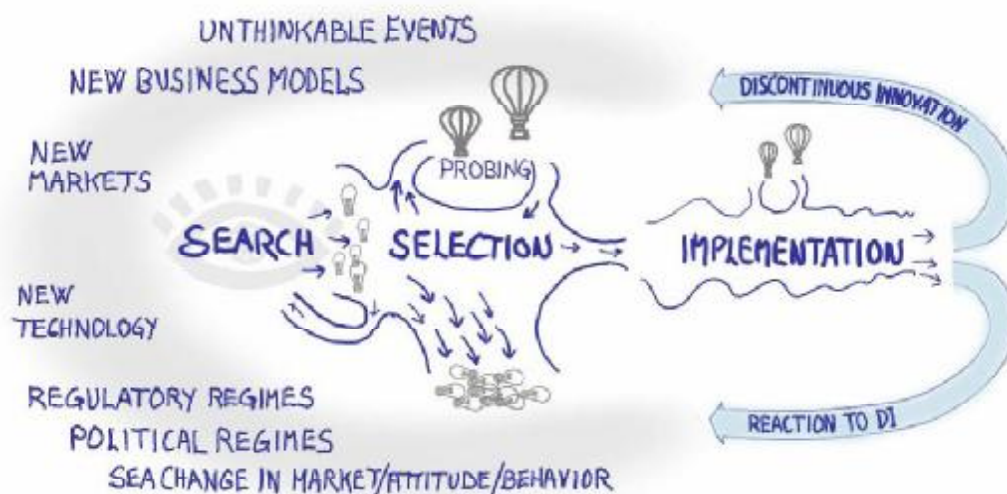 UNTHINKABLE EVENTS
NEW BUSINESS MODELS
DISCONTINUOUS INNOVATION
NEW
MARKETS
PROBING
SEARCH
SELECTION
IMPLEMENTATION
NEW
TECHNOLOGY
REGULATORY REGIMES
REACTION TO DI
POLITICAL REGIMES
SEA CHANGE IN MARKET/ATTITUDE/BEHAVIOR